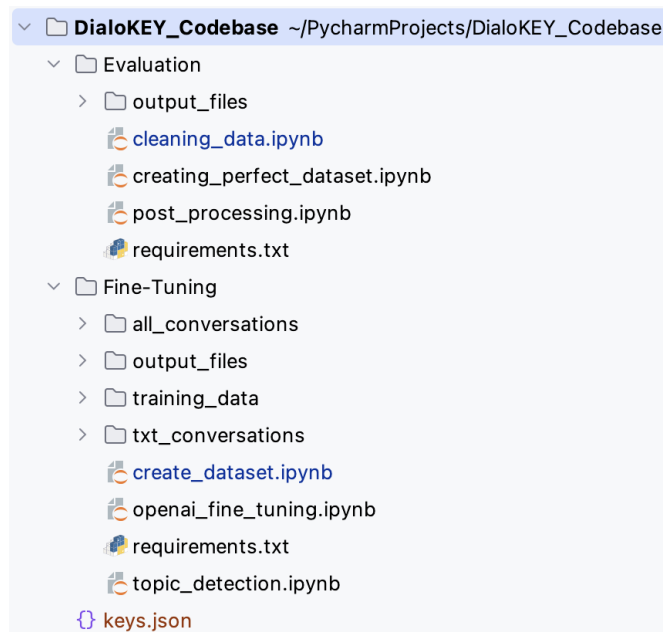 DialoKEY_Codebase ~/PycharmProjects/DialoKEY_Codebase
Evaluation
output_files
cleaning_data.ipynb
creating_perfect_dataset.ipynb
post_processing.ipynb
requirements.txt
Fine-Tuning
all_conversations
output_files
training_data
txt_conversations
create_dataset.ipynb
openai_fine_tuning.ipynb
requirements.txt
topic_detection.ipynb
keys.json